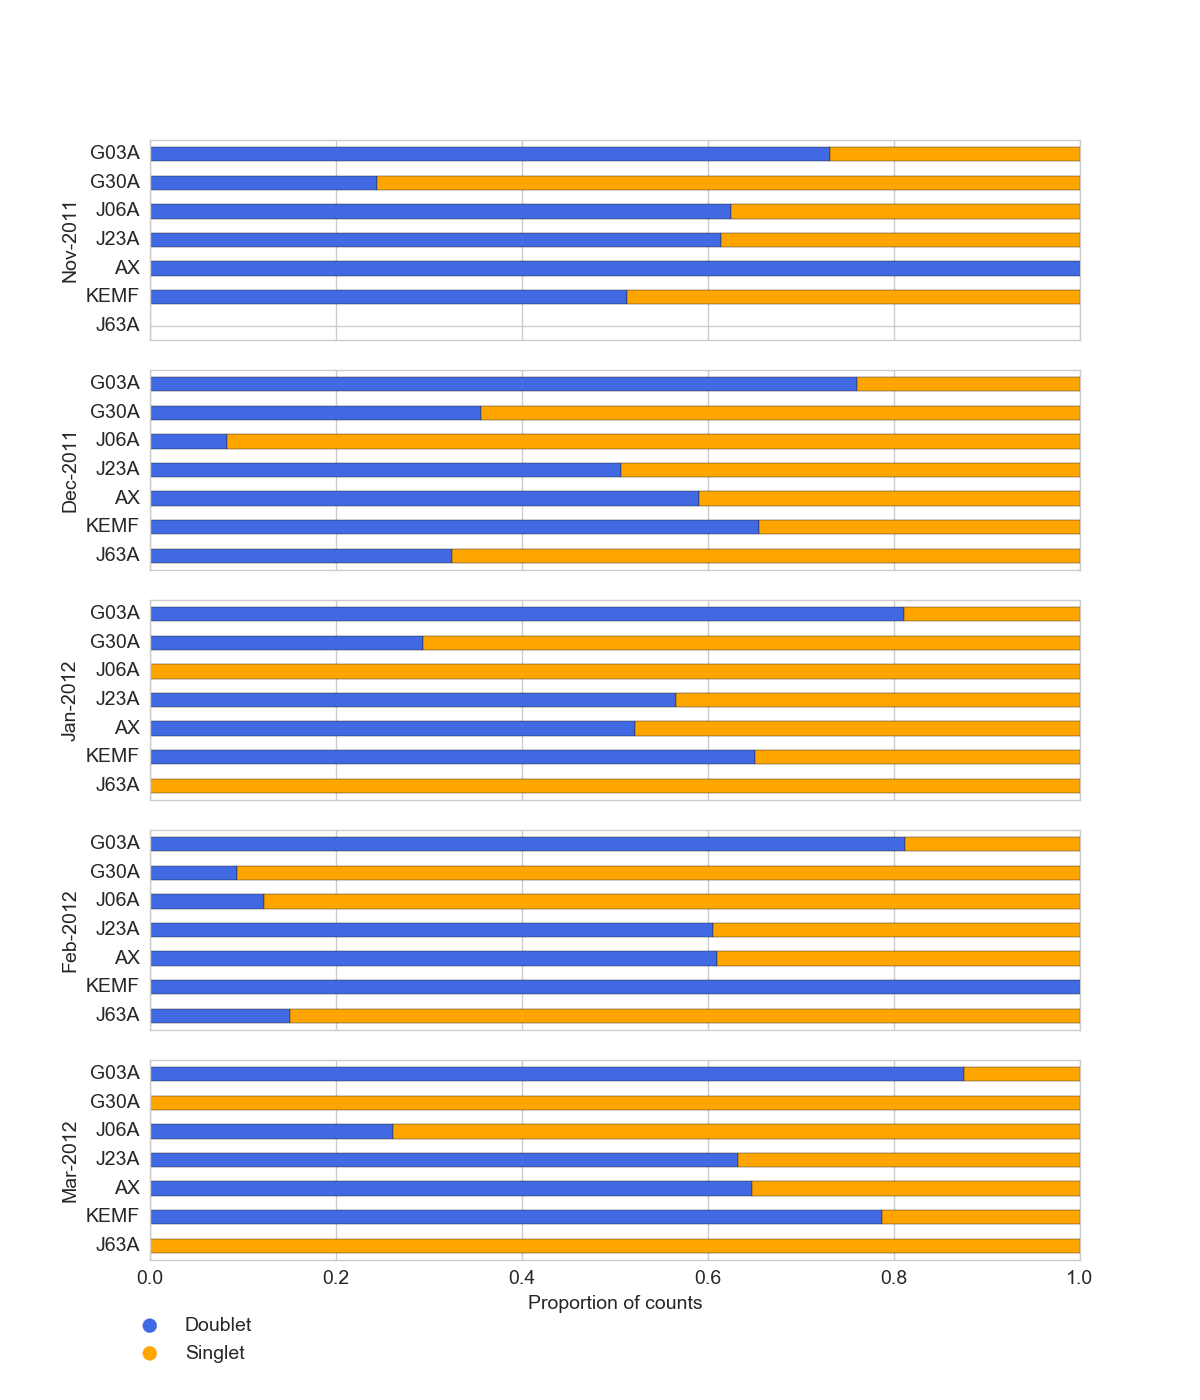 Nov-2011
G03A
G30A
J06A
J23A
AX
KEMF
J63A
Dec-2011
G03A
G30A
J06A
J23A
AX
KEMF
J63A
Jan-2012
G03A
G30A
J06A
J23A
AX
KEMF
J63A
Feb-2012
G03A
G30A
J06A
J23A
AX
KEMF
J63A
Mar-2012
G03A
G30A
J06A
J23A
AX
KEMF
J63A
0.0 0.2 0.4 0.6 0.8 1.0
Proportion of counts
Doublet
Singlet